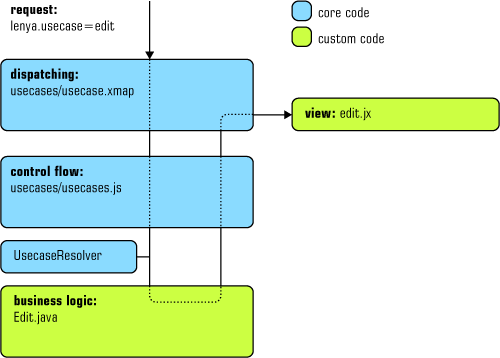 request:
lenya.usecase=edit
core code
custom code
dispatching:
usecases/usecase.xmap
view: edit.jx
control flow:
usecases/usecases.js
UsecaseResolver
business logic:
Edit.java